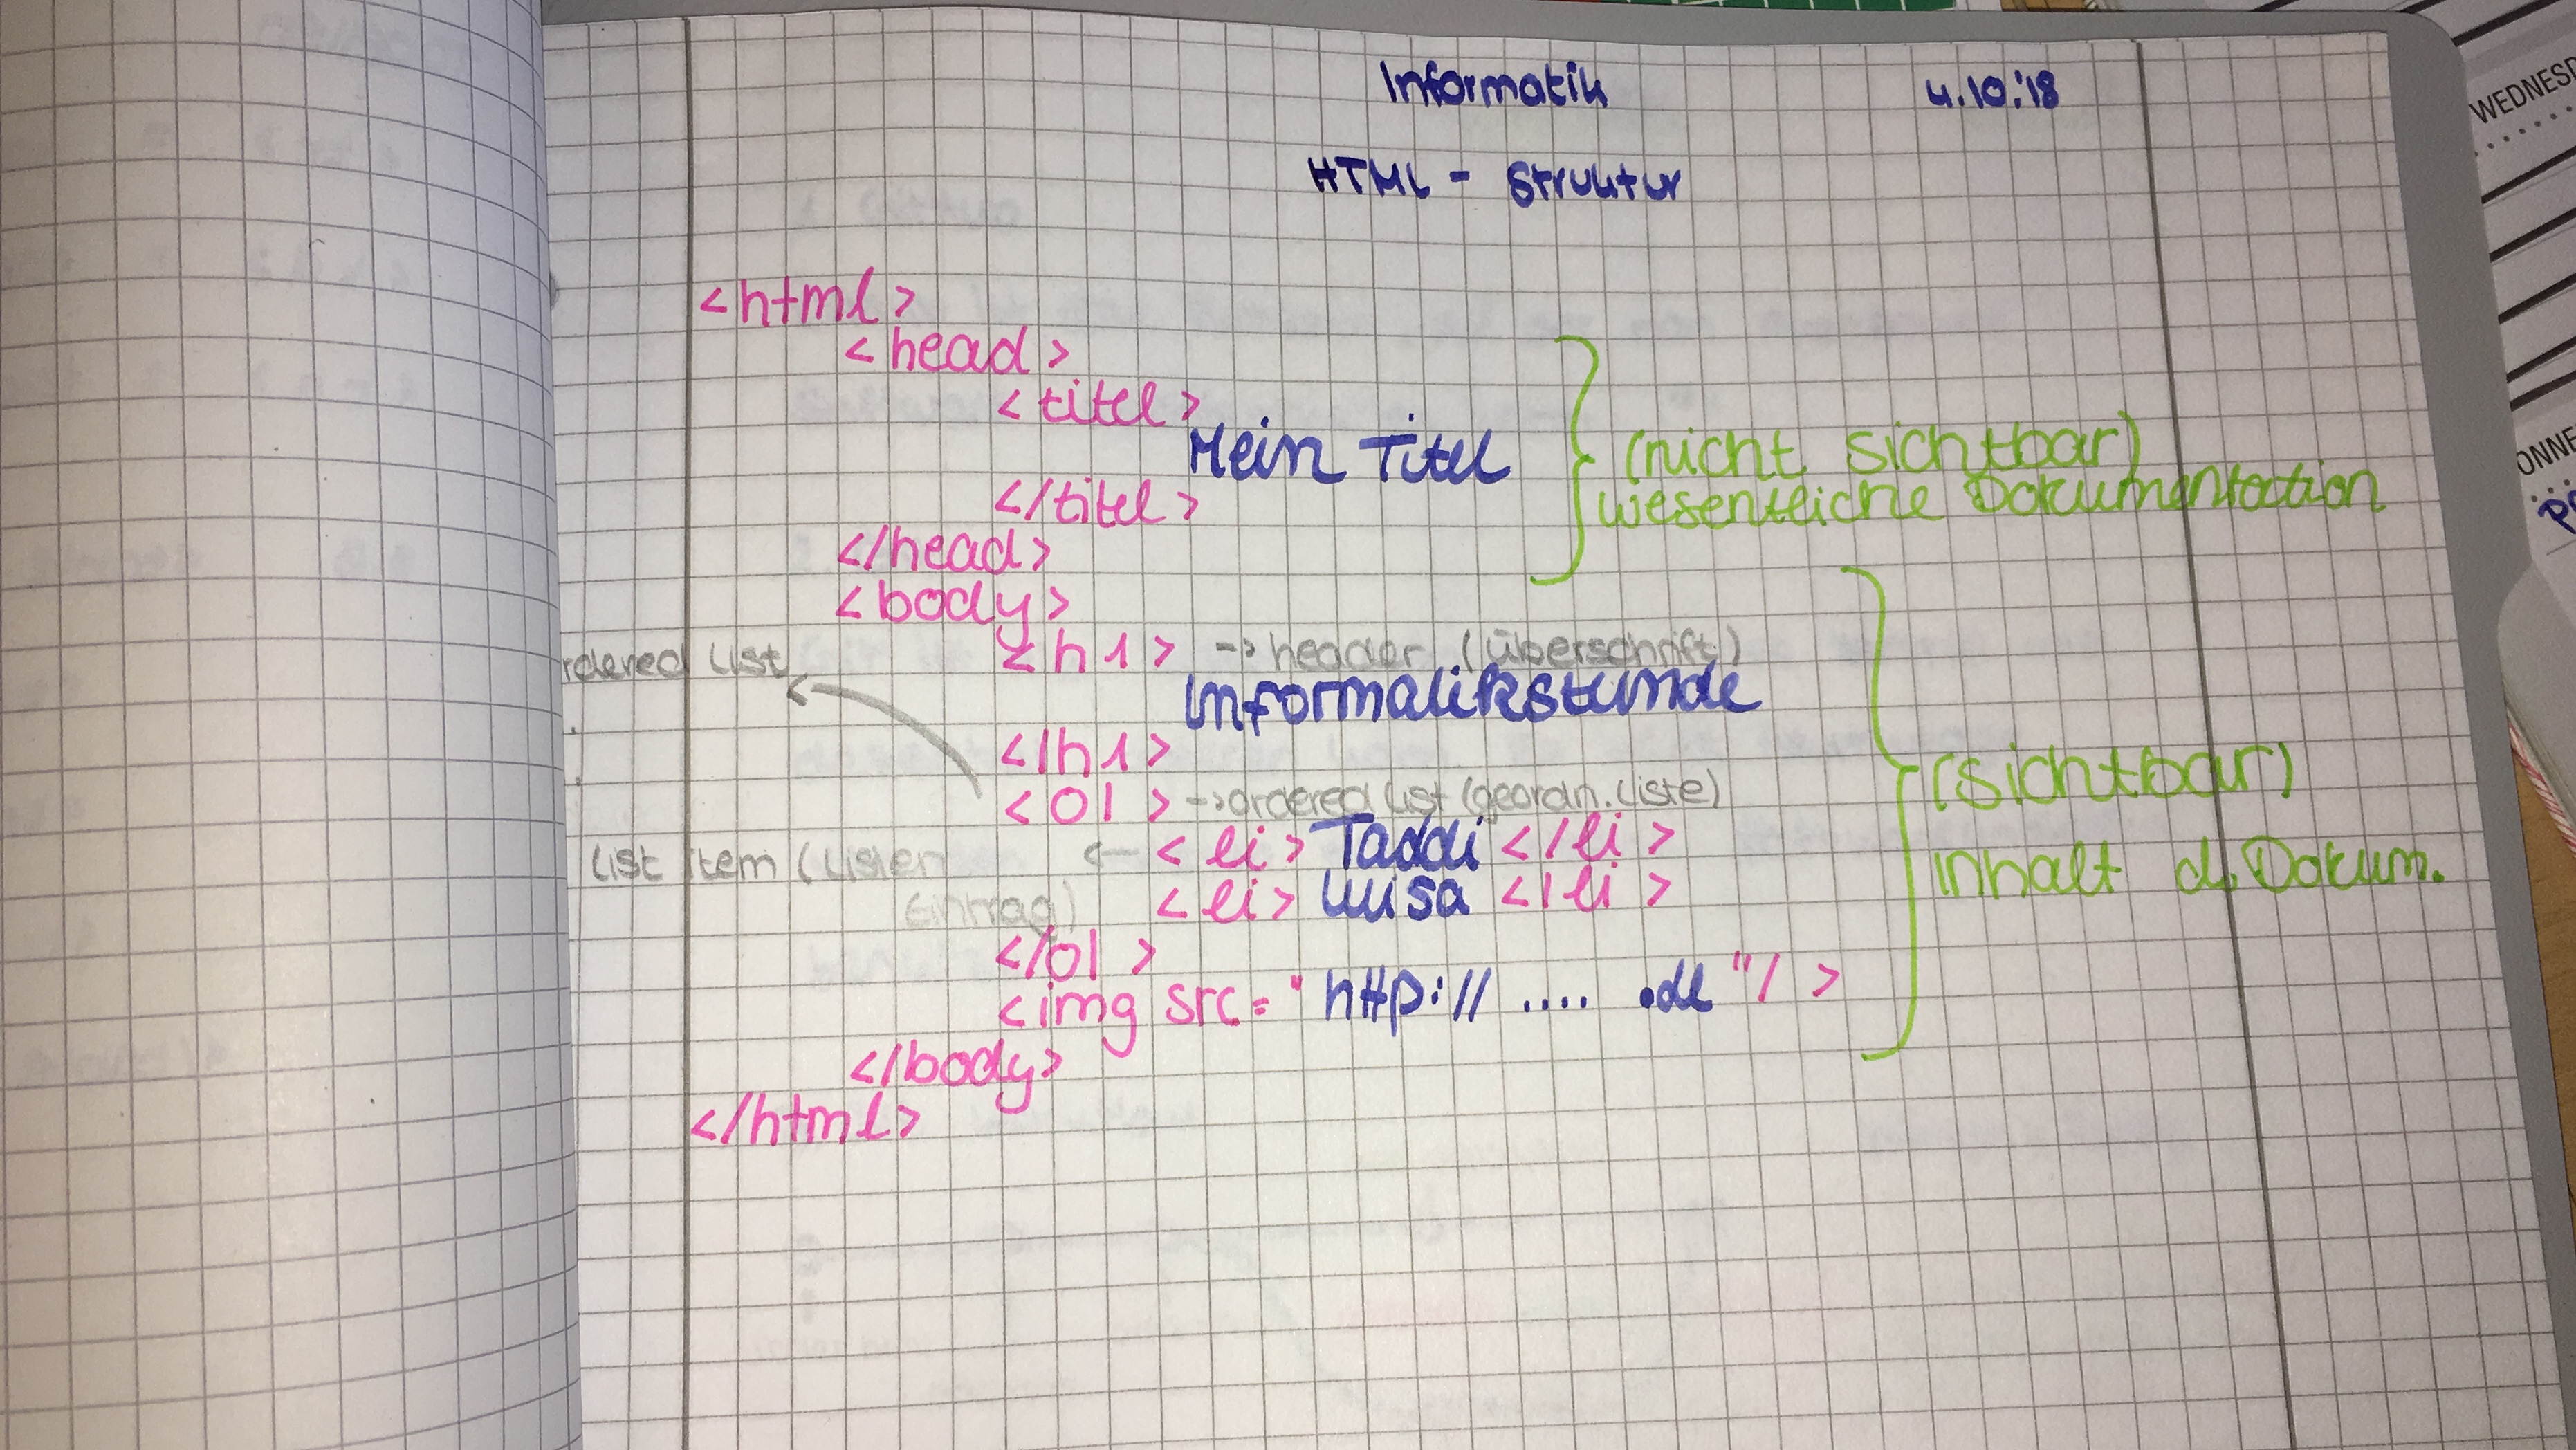 Informatik 4.10.'18
HTML - Struktur
WEDNESD
<html>
<head>
<titel>
Mein Titel
(nicht sichtbar)
</titel>
wesentliche Dokumentaction
</head>
<body>
<h1> -> header (überschrift)
rdered list
Informatikstunde
</h1>
<ol> ->ordered list (geordn. liste)
(sichtbar)
<li> Taddi </li>
list item (listen
Eintrag)
<li> Luisa </li>
inhalt d. Dokum.
</ol>
<img src="http:// .... .de"/>
</body>
</html>
ONNE